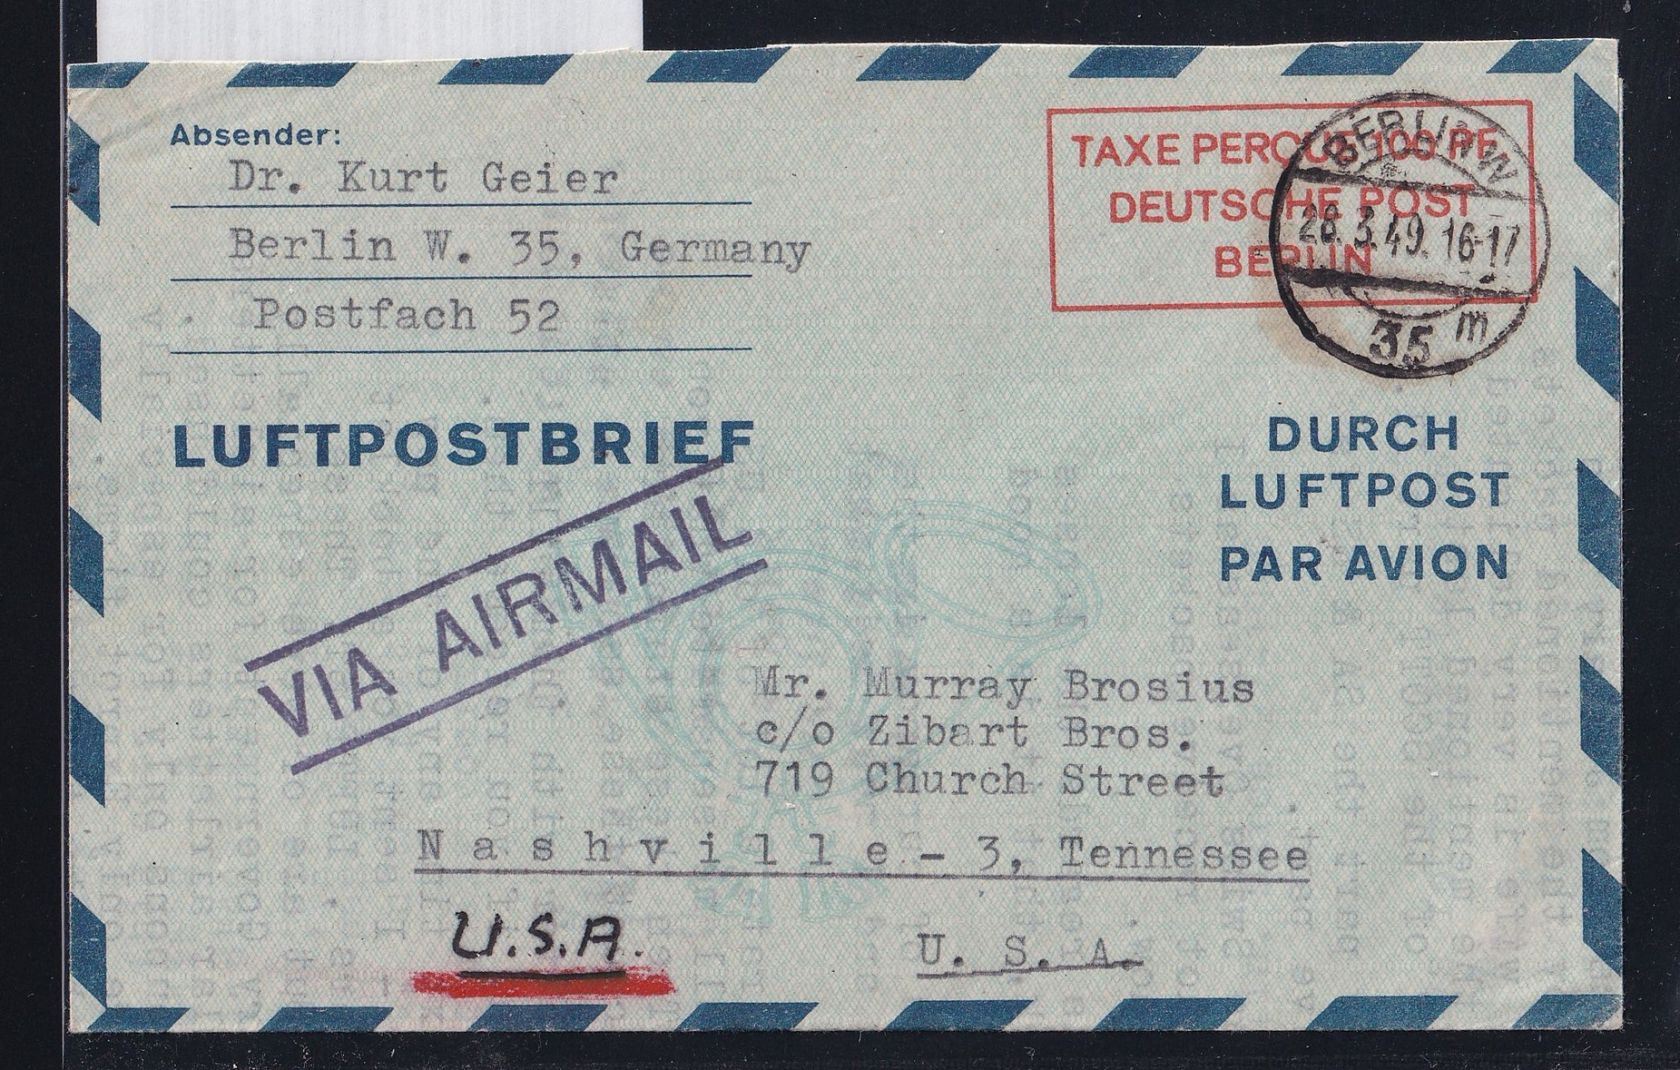 Absender:
Dr. Kurt Geier
Berlin W. 35, Germany
Postfach 52
TAXE PERÇUE 100 PF
DEUTSCHE POST
BERLIN
BERLIN W
28.3.49. 16-17
35 m
LUFTPOSTBRIEF
DURCH
LUFTPOST
PAR AVION
VIA AIRMAIL
Mr. Murray Brosius
c/o Zibart Bros.
719 Church Street
Nashville - 3, Tennessee
U.S.A.
U. S. A.